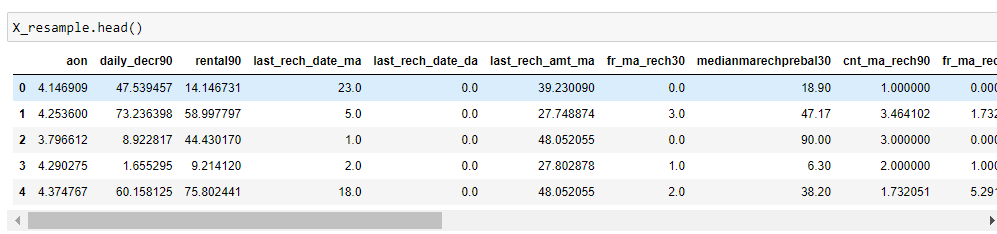 X_resample.head()
aon daily_decr90 rental90 last_rech_date_ma last_rech_date_da last_rech_amt_ma fr_ma_rech30 medianmarechprebal30 cnt_ma_rech90 fr_ma_rec
0 4.146909 47.539457 14.146731 23.0 0.0 39.230090 0.0 18.90 1.000000 0.000
1 4.253600 73.236398 58.997797 5.0 0.0 27.748874 3.0 47.17 3.464102 1.732
2 3.796612 8.922817 44.430170 1.0 0.0 48.052055 0.0 90.00 3.000000 0.000
3 4.290275 1.655295 9.214120 2.0 0.0 27.802878 1.0 6.30 2.000000 1.000
4 4.374767 60.158125 75.802441 18.0 0.0 48.052055 2.0 38.20 1.732051 5.291